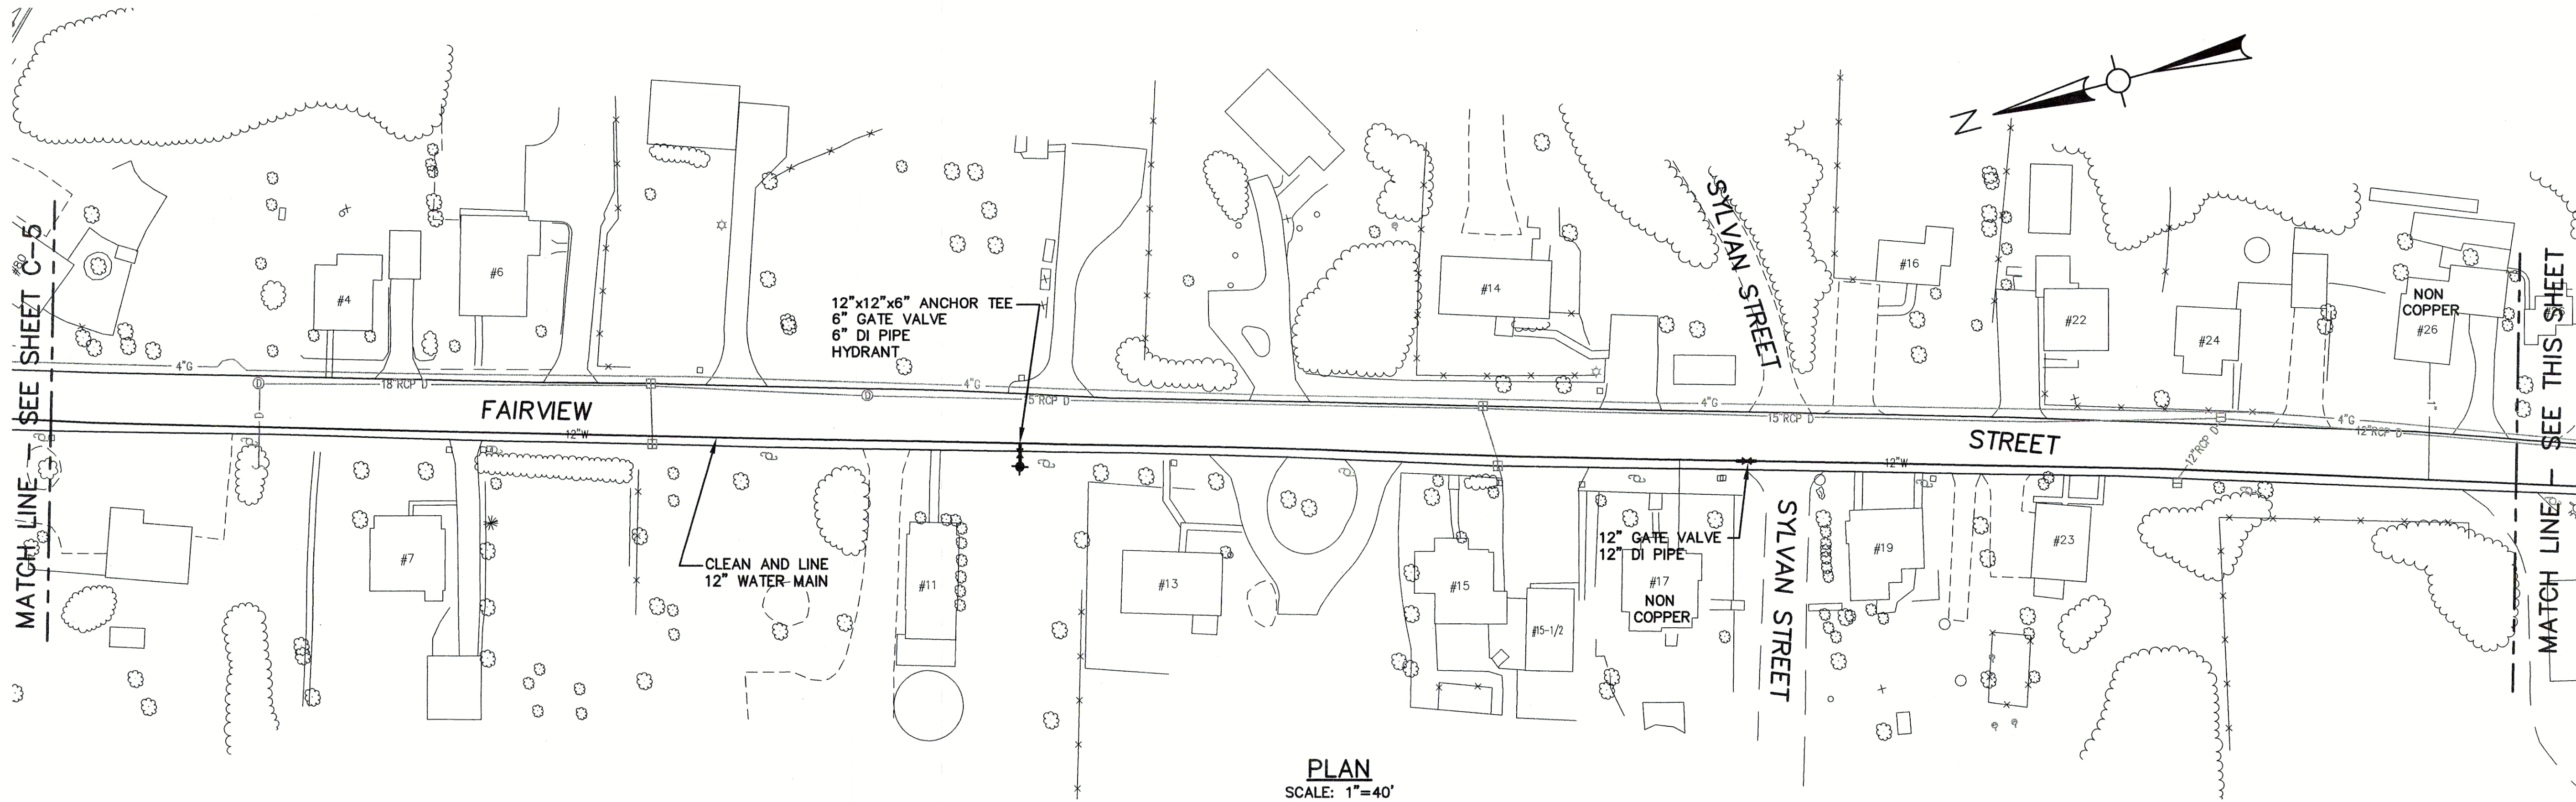 N
MATCH LINE - SEE SHEET C-5
#80
#4
#6
12"x12"x6" ANCHOR TEE
6" GATE VALVE
6" DI PIPE
HYDRANT
#14
SYLVAN STREET
#16
#22
#24
NON
COPPER
#26
MATCH LINE - SEE THIS SHEET
4"G
18"RCP D
D
D
4"G
5"RCP D
4"G
15"RCP D
4"G
12"RCP D
FAIRVIEW
STREET
12"W
12"W
D
12"RCP D
CLEAN AND LINE
12" WATER MAIN
12" GATE VALVE
12" DI PIPE
#7
#11
#13
#15
#15-1/2
#17
NON
COPPER
SYLVAN STREET
#19
#23
PLAN
SCALE: 1"=40'